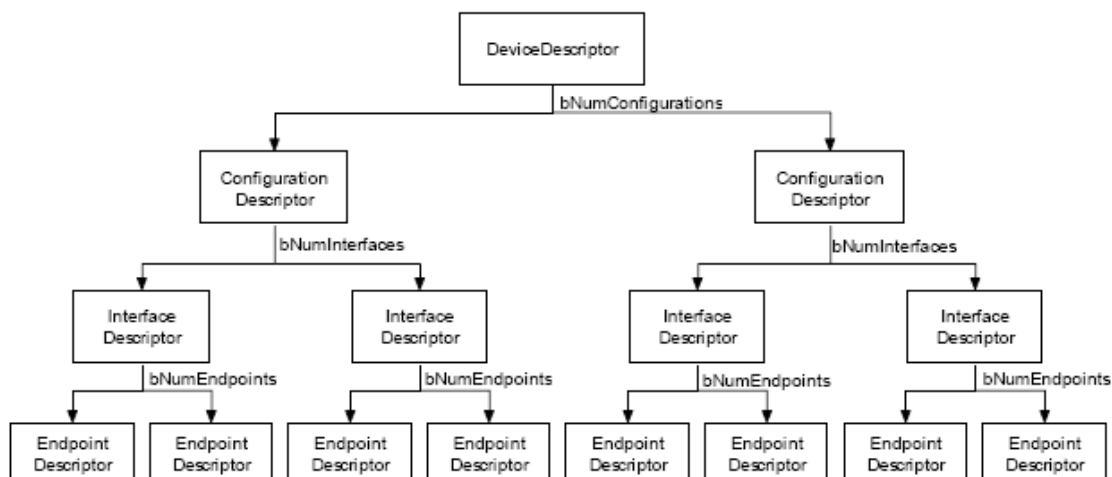 DeviceDescriptor
bNumConfigurations
Configuration
Descriptor
Configuration
Descriptor
bNumInterfaces
bNumInterfaces
Interface
Descriptor
Interface
Descriptor
Interface
Descriptor
Interface
Descriptor
bNumEndpoints
bNumEndpoints
bNumEndpoints
bNumEndpoints
Endpoint
Descriptor
Endpoint
Descriptor
Endpoint
Descriptor
Endpoint
Descriptor
Endpoint
Descriptor
Endpoint
Descriptor
Endpoint
Descriptor
Endpoint
Descriptor